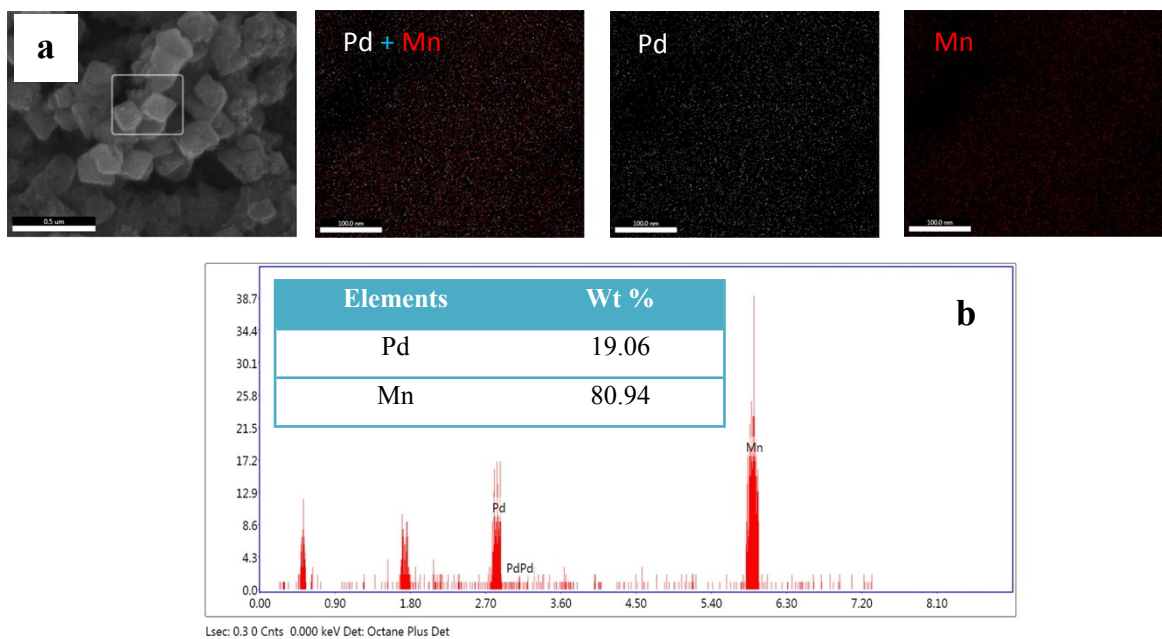 a
Pd + Mn
Pd
Mn
0.5 um
100.0 nm
100.0 nm
100.0 nm
b
Elements Wt %
Pd 19.06
Mn 80.94
38.7
34.4
30.1
25.8
21.5
17.2
12.9
8.6
4.3
0.0
Mn
Pd
PdPd
0.00 0.90 1.80 2.70 3.60 4.50 5.40 6.30 7.20 8.10
Lsec: 0.3 0 Cnts 0.000 keV Det: Octane Plus Det